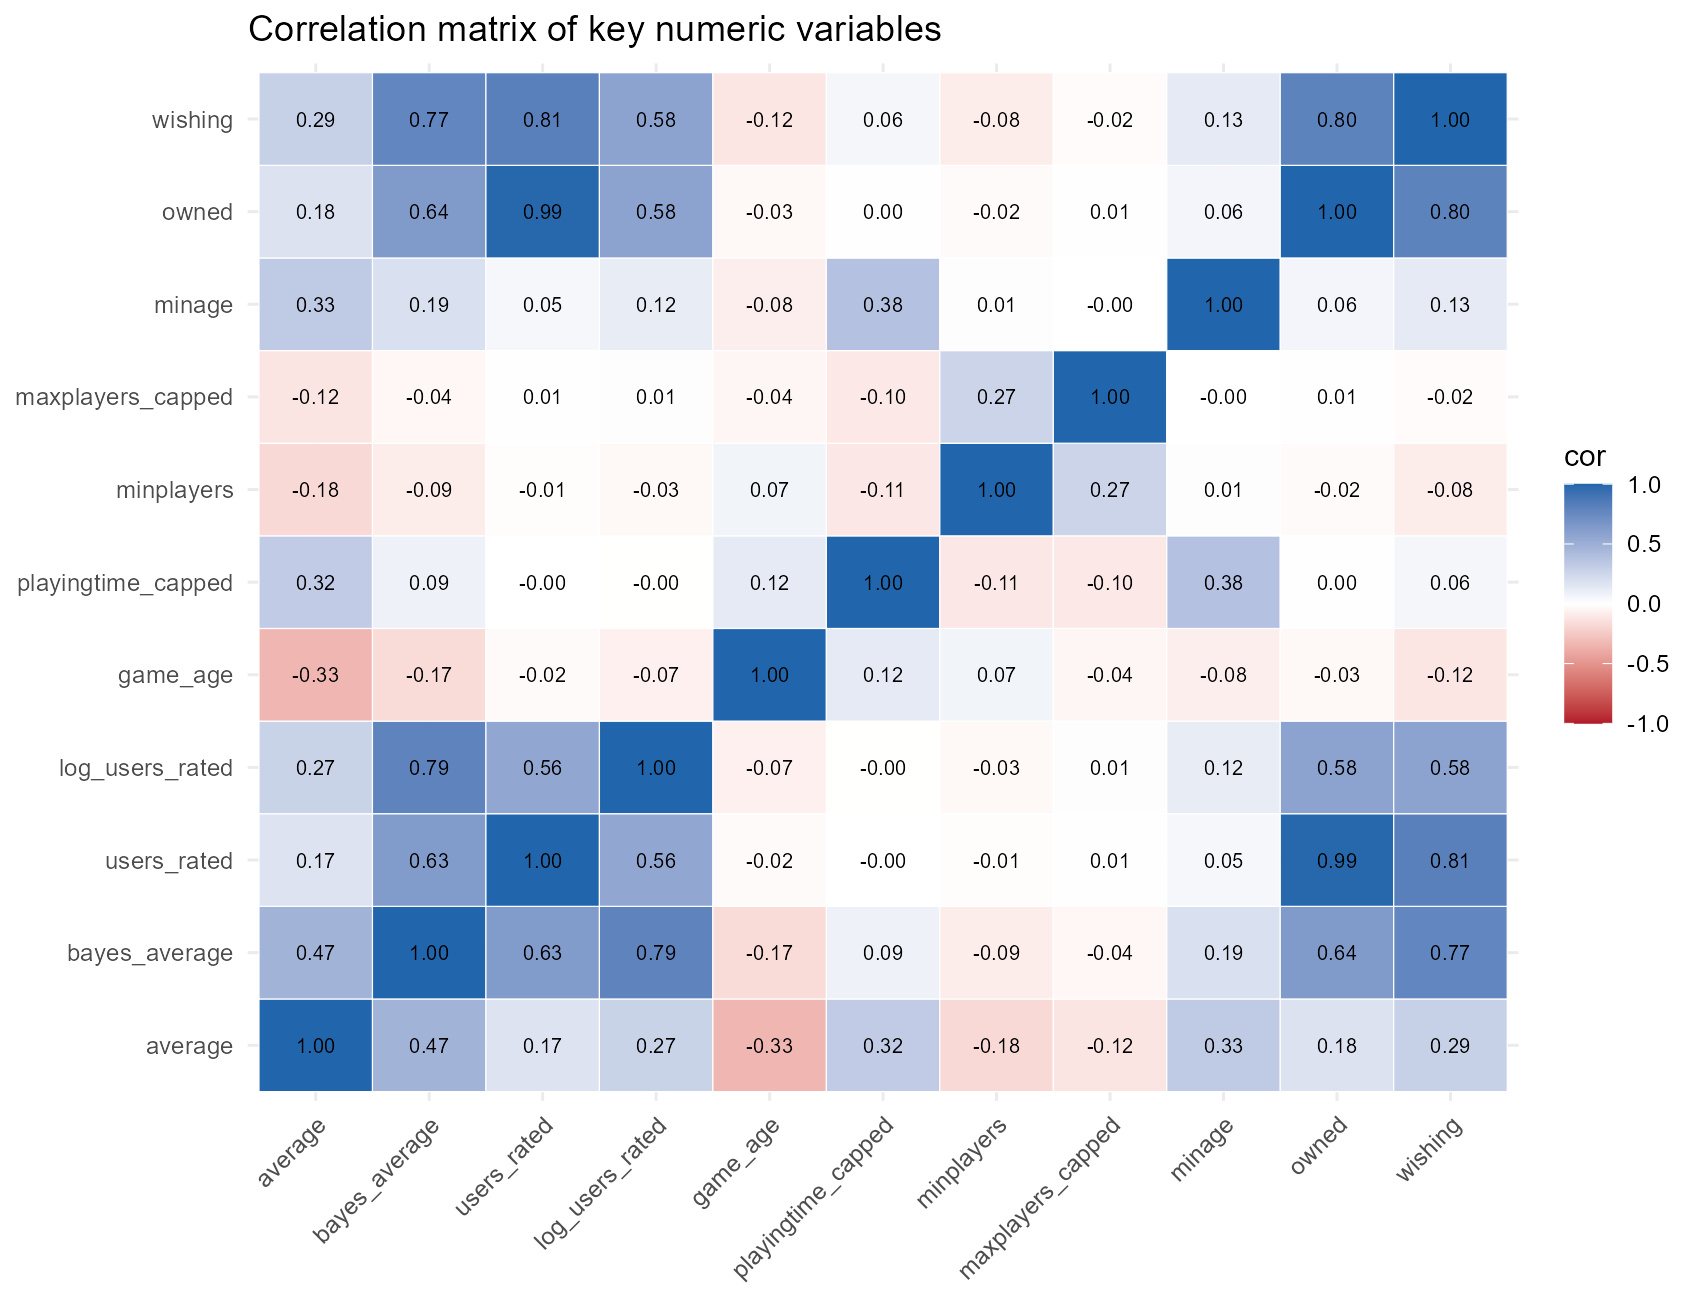 Correlation matrix of key numeric variables
wishing 0.29 0.77 0.81 0.58 -0.12 0.06 -0.08 -0.02 0.13 0.80 1.00
owned 0.18 0.64 0.99 0.58 -0.03 0.00 -0.02 0.01 0.06 1.00 0.80
minage 0.33 0.19 0.05 0.12 -0.08 0.38 0.01 -0.00 1.00 0.06 0.13
maxplayers_capped -0.12 -0.04 0.01 0.01 -0.04 -0.10 0.27 1.00 -0.00 0.01 -0.02
minplayers -0.18 -0.09 -0.01 -0.03 0.07 -0.11 1.00 0.27 0.01 -0.02 -0.08
playingtime_capped 0.32 0.09 -0.00 -0.00 0.12 1.00 -0.11 -0.10 0.38 0.00 0.06
game_age -0.33 -0.17 -0.02 -0.07 1.00 0.12 0.07 -0.04 -0.08 -0.03 -0.12
log_users_rated 0.27 0.79 0.56 1.00 -0.07 -0.00 -0.03 0.01 0.12 0.58 0.58
users_rated 0.17 0.63 1.00 0.56 -0.02 -0.00 -0.01 0.01 0.05 0.99 0.81
bayes_average 0.47 1.00 0.63 0.79 -0.17 0.09 -0.09 -0.04 0.19 0.64 0.77
average 1.00 0.47 0.17 0.27 -0.33 0.32 -0.18 -0.12 0.33 0.18 0.29
average bayes_average users_rated log_users_rated game_age playingtime_capped minplayers maxplayers_capped minage owned wishing
cor
1.0
0.5
0.0
-0.5
-1.0